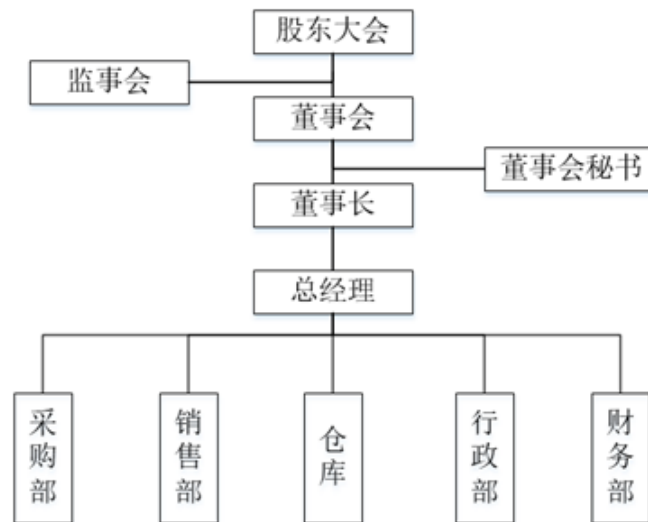 股东大会
监事会
董事会
董事会秘书
董事长
总经理
采购部
销售部
仓库
行政部
财务部